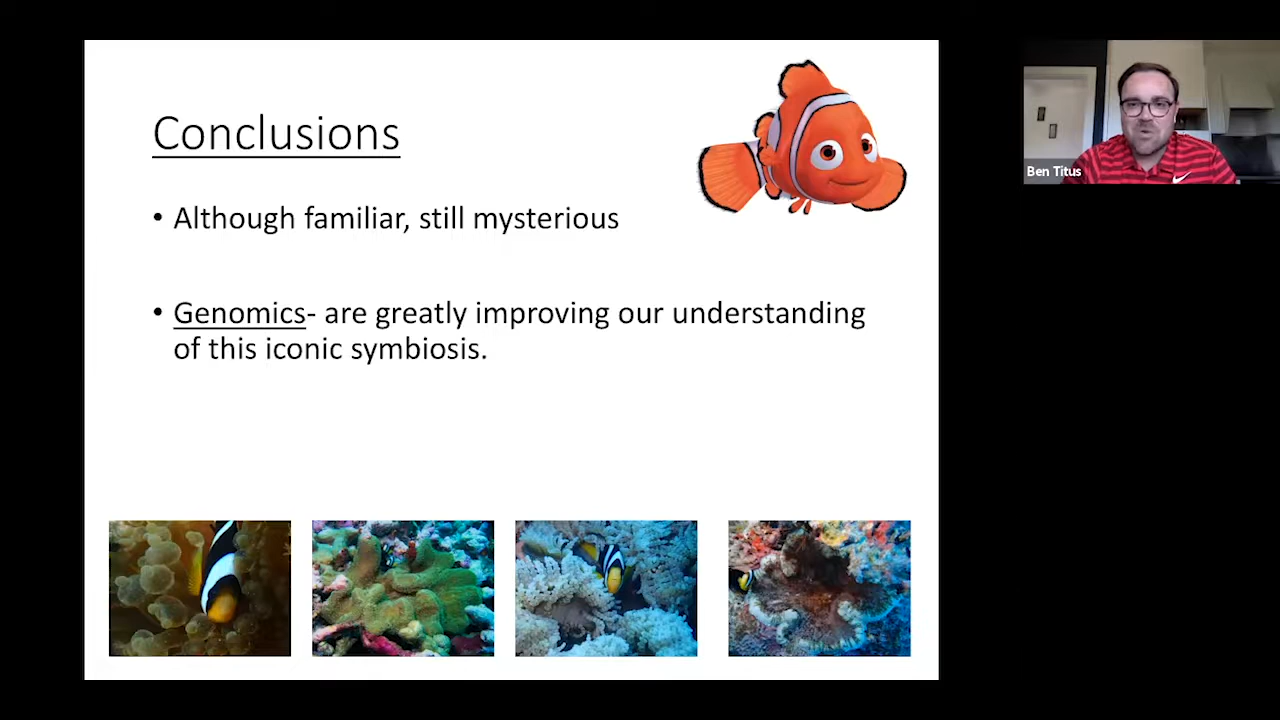 Conclusions
• Although familiar, still mysterious
• Genomics- are greatly improving our understanding
of this iconic symbiosis.
Ben Titus